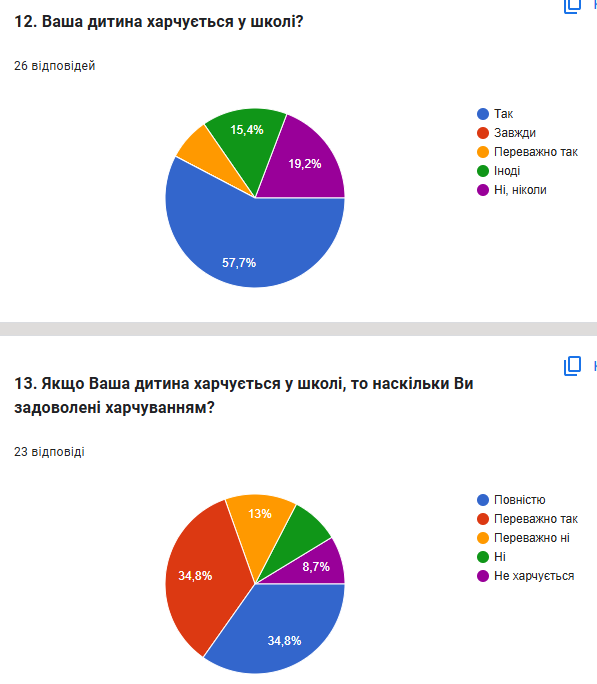 12. Ваша дитина харчується у школі?
26 відповідей
Так
Завжди
Переважно так
Іноді
Ні, ніколи
15,4%
19,2%
57,7%
13. Якщо Ваша дитина харчується у школі, то наскільки Ви
задоволені харчуванням?
23 відповіді
Повністю
Переважно так
Переважно ні
Ні
Не харчується
13%
8,7%
34,8%
34,8%